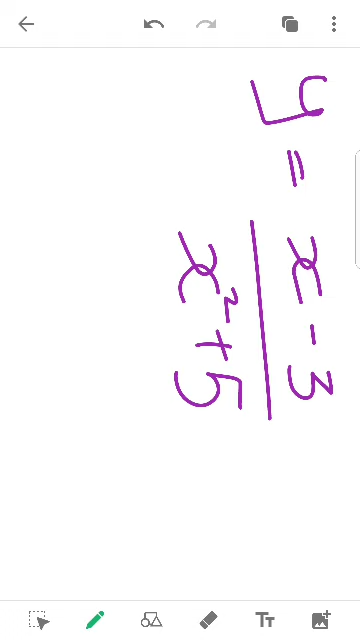 y = x - 3
x² + 5